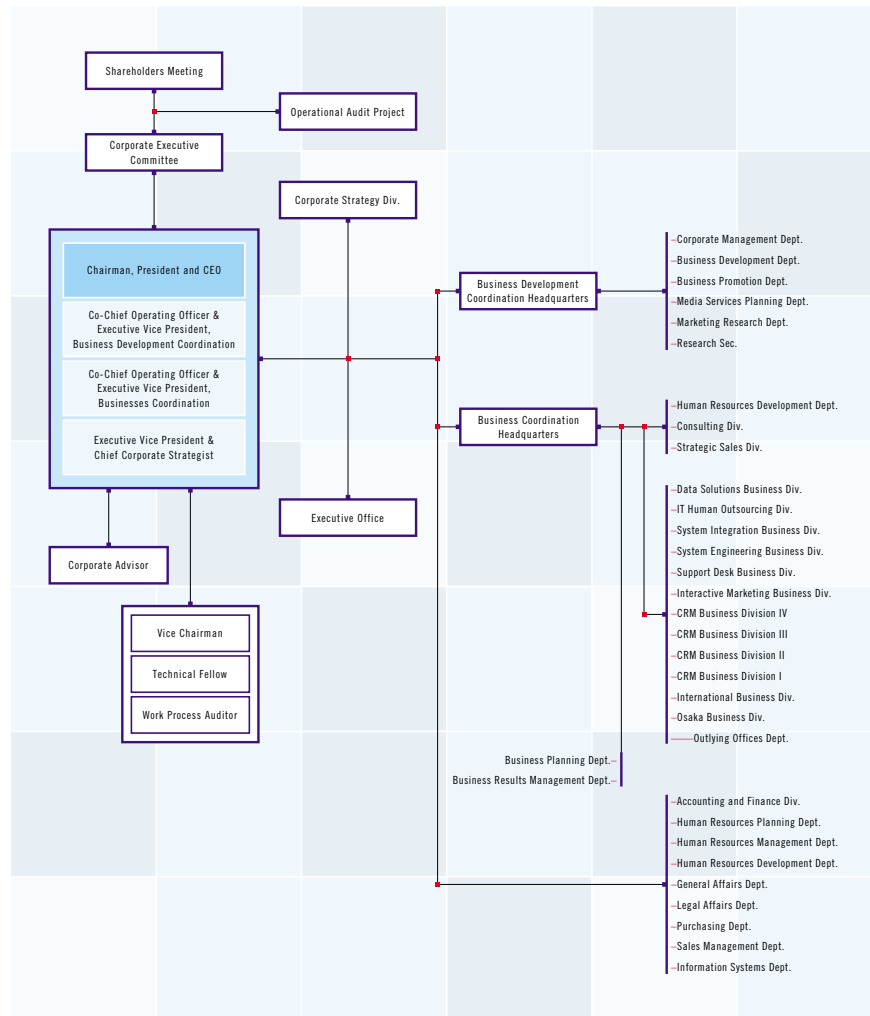 Shareholders Meeting
Operational Audit Project
Corporate Executive
Committee
Corporate Strategy Div.
Chairman, President and CEO
Co-Chief Operating Officer &
Executive Vice President,
Business Development Coordination
Co-Chief Operating Officer &
Executive Vice President,
Businesses Coordination
Executive Vice President &
Chief Corporate Strategist
Executive Office
Corporate Advisor
Vice Chairman
Technical Fellow
Work Process Auditor
Business Development
Coordination Headquarters
Corporate Management Dept.
Business Development Dept.
Business Promotion Dept.
Media Services Planning Dept.
Marketing Research Dept.
Research Sec.
Business Coordination
Headquarters
Human Resources Development Dept.
Consulting Div.
Strategic Sales Div.
Data Solutions Business Div.
IT Human Outsourcing Div.
System Integration Business Div.
System Engineering Business Div.
Support Desk Business Div.
Interactive Marketing Business Div.
CRM Business Division IV
CRM Business Division III
CRM Business Division II
CRM Business Division I
International Business Div.
Osaka Business Div.
Outlying Offices Dept.
Business Planning Dept.
Business Results Management Dept.
Accounting and Finance Div.
Human Resources Planning Dept.
Human Resources Management Dept.
Human Resources Development Dept.
General Affairs Dept.
Legal Affairs Dept.
Purchasing Dept.
Sales Management Dept.
Information Systems Dept.